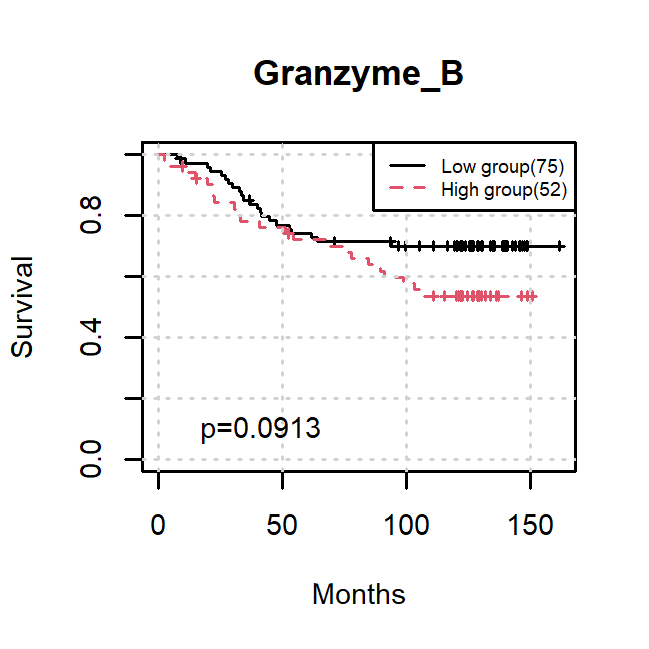 Granzyme_B
Low group(75)
High group(52)
Survival
0.8
0.4
0.0
p=0.0913
0 50 100 150
Months